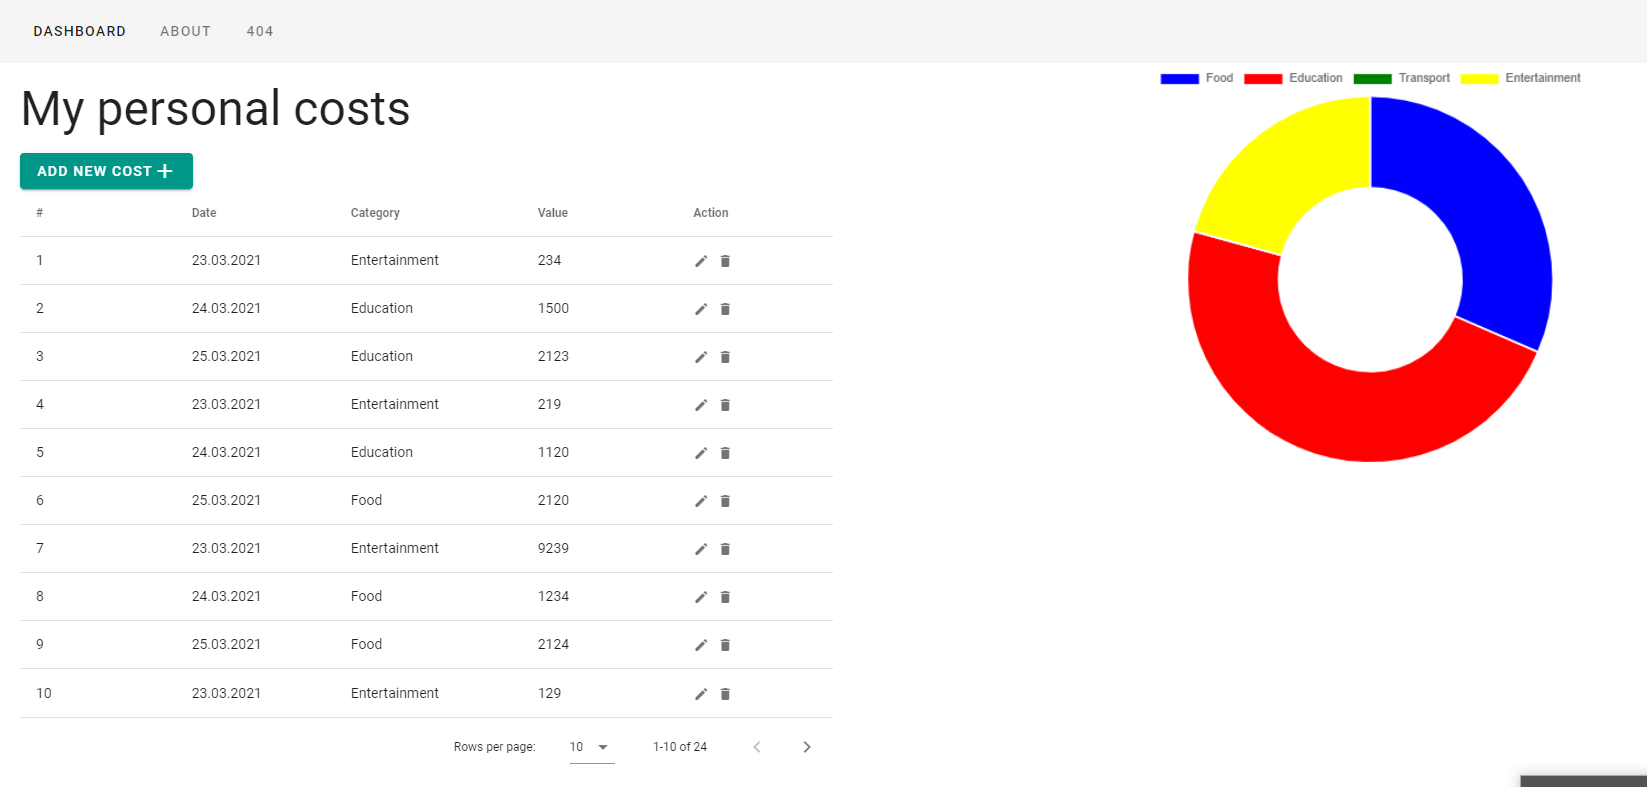 DASHBOARD ABOUT 404
Food Education Transport Entertainment
My personal costs
ADD NEW COST
# Date Category Value Action
1 23.03.2021 Entertainment 234
2 24.03.2021 Education 1500
3 25.03.2021 Education 2123
4 23.03.2021 Entertainment 219
5 24.03.2021 Education 1120
6 25.03.2021 Food 2120
7 23.03.2021 Entertainment 9239
8 24.03.2021 Food 1234
9 25.03.2021 Food 2124
10 23.03.2021 Entertainment 129
Rows per page: 10 1-10 of 24